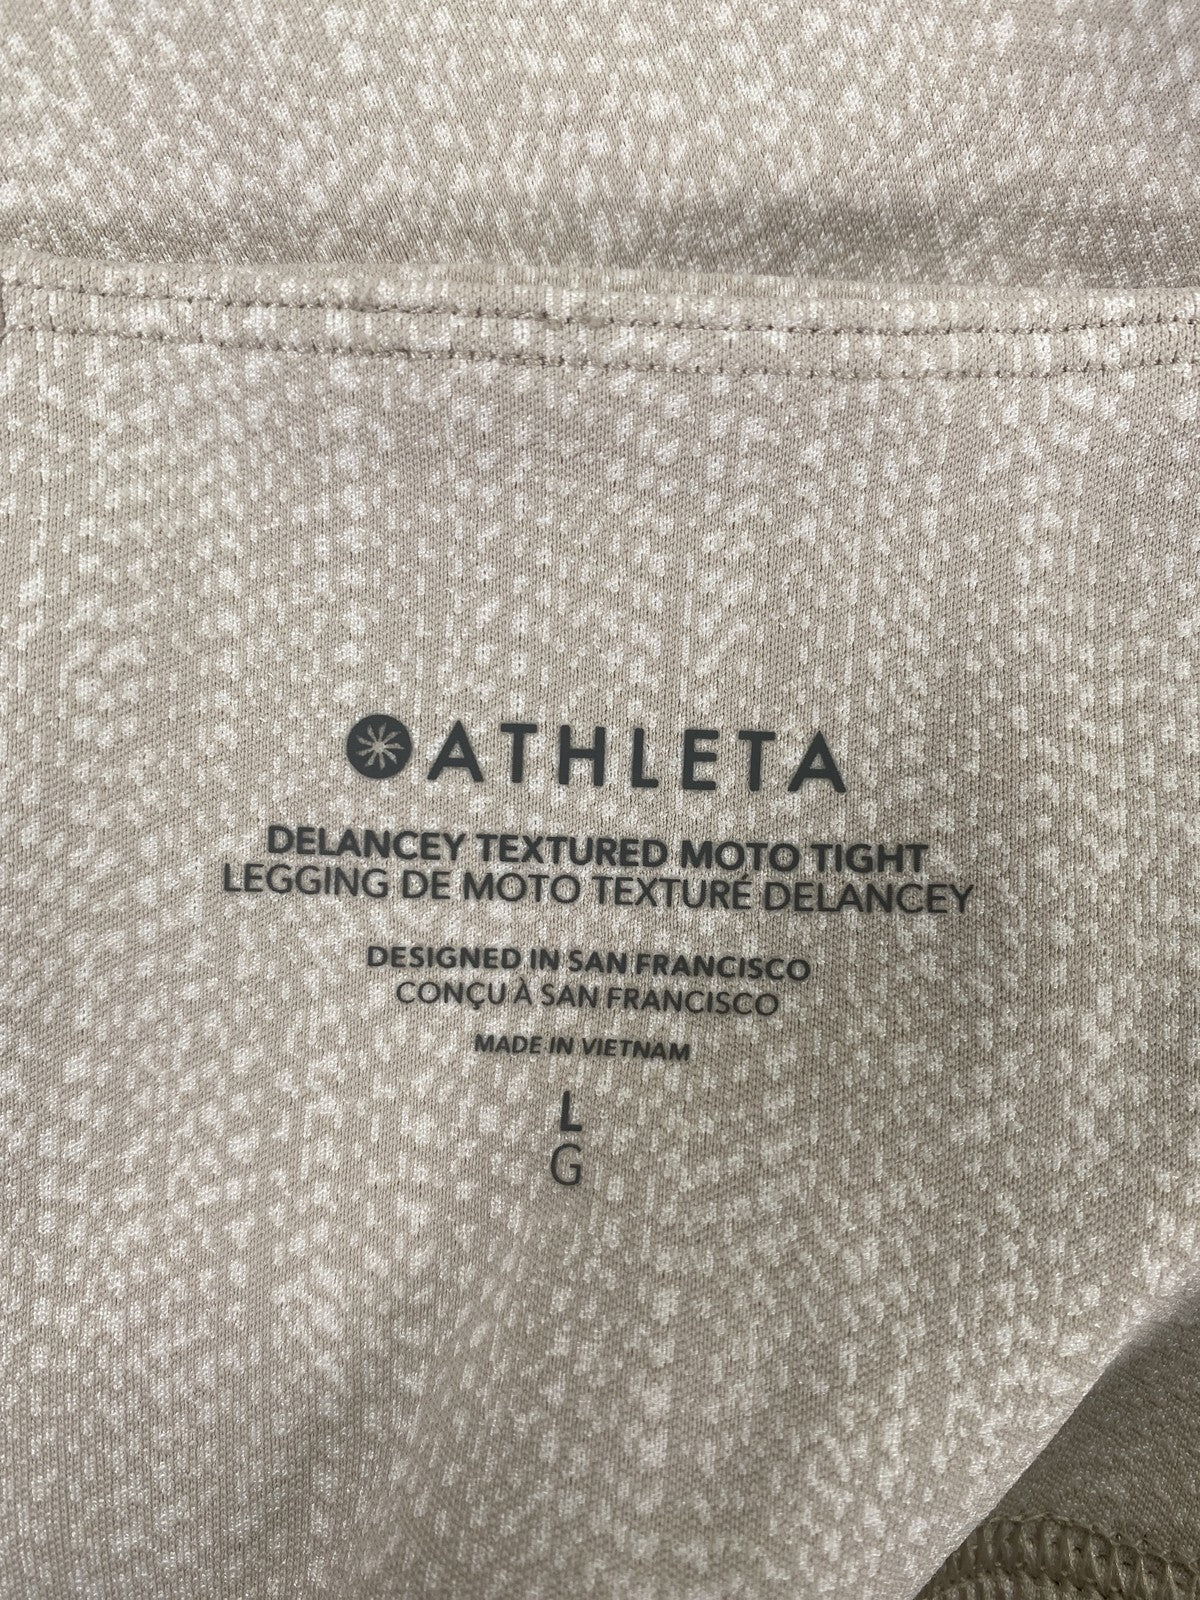 ATHLETA
DELANCEY TEXTURED MOTO TIGHT
LEGGING DE MOTO TEXTURÉ DELANCEY
DESIGNED IN SAN FRANCISCO
CONÇU À SAN FRANCISCO
MADE IN VIETNAM
L
G